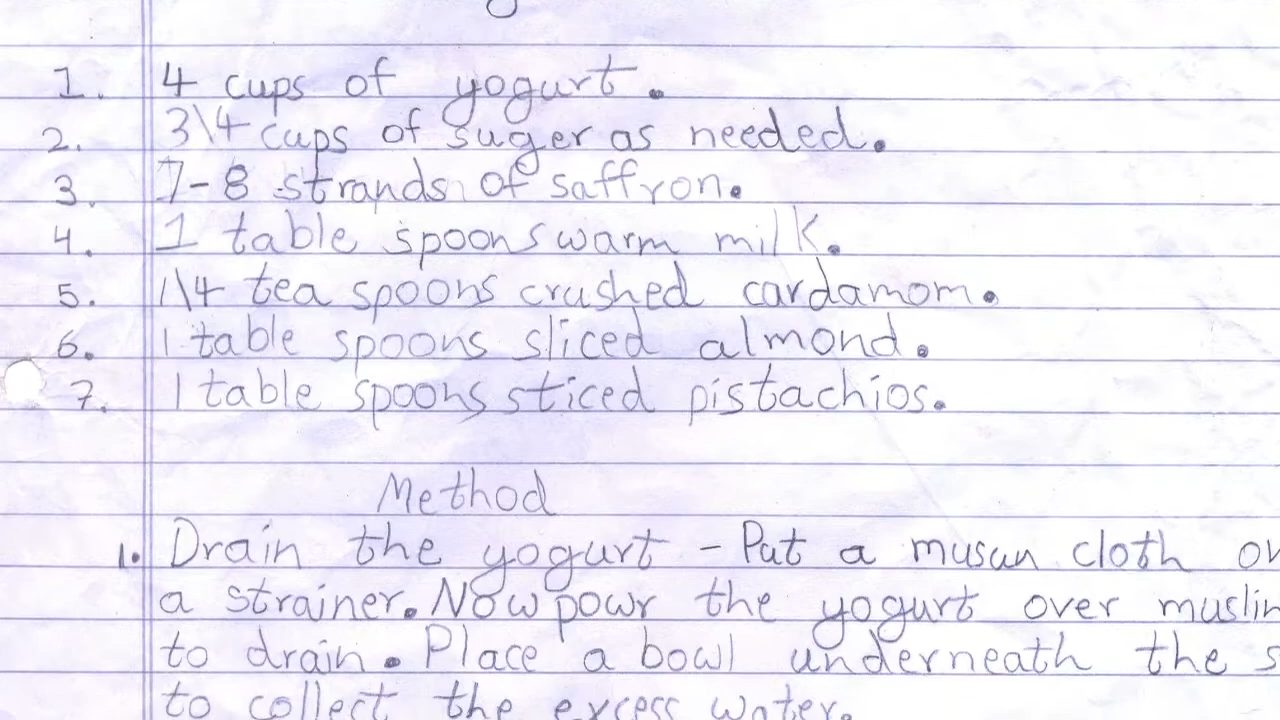 1. 4 cups of yogurt.
2. 3\4 cups of suger as needed.
3. 7-8 strands of saffron.
4. 1 table spoons warm milk.
5. 1\4 tea spoons crushed cardamom.
6. 1 table spoons sliced almond.
7. 1 table spoons sticed pistachios.
Method
1. Drain the yogurt - Put a musun cloth
a strainer. Now powr the yogurt over muslin
to drain. Place a bowl underneath the
to collect the excess water.